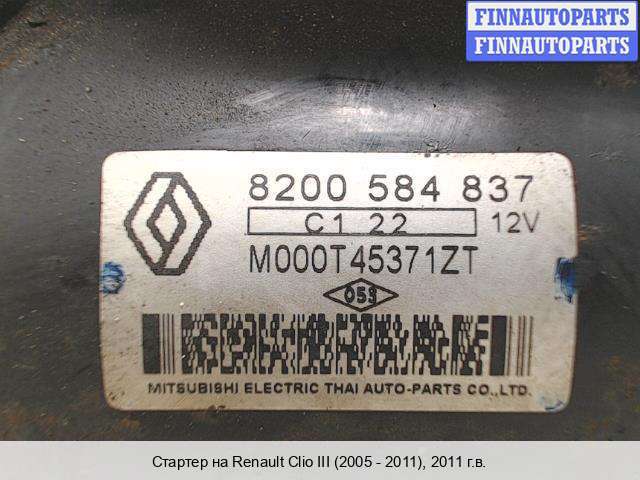 FINNAUTOPARTS
FINNAUTOPARTS
8200 584 837
C1 22 12V
M000T45371ZT
053
MITSUBISHI ELECTRIC THAI AUTO-PARTS CO.,LTD.
Стартер на Renault Clio III (2005 - 2011), 2011 г.в.